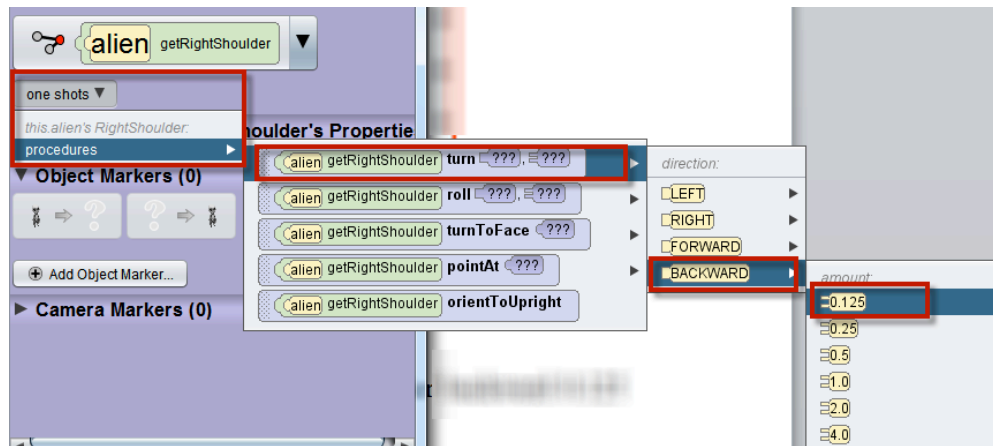 alien getRightShoulder ▼
one shots ▼
this.alien's RightShoulder:
procedures
houlder's Propertie
▼ Object Markers (0)
? ?
Add Object Marker...
▶ Camera Markers (0)
alien getRightShoulder turn ???, ???
alien getRightShoulder roll ???, ???
alien getRightShoulder turnToFace ???
alien getRightShoulder pointAt ???
alien getRightShoulder orientToUpright
direction:
LEFT
RIGHT
FORWARD
BACKWARD
amount:
0.125
0.25
0.5
1.0
2.0
4.0